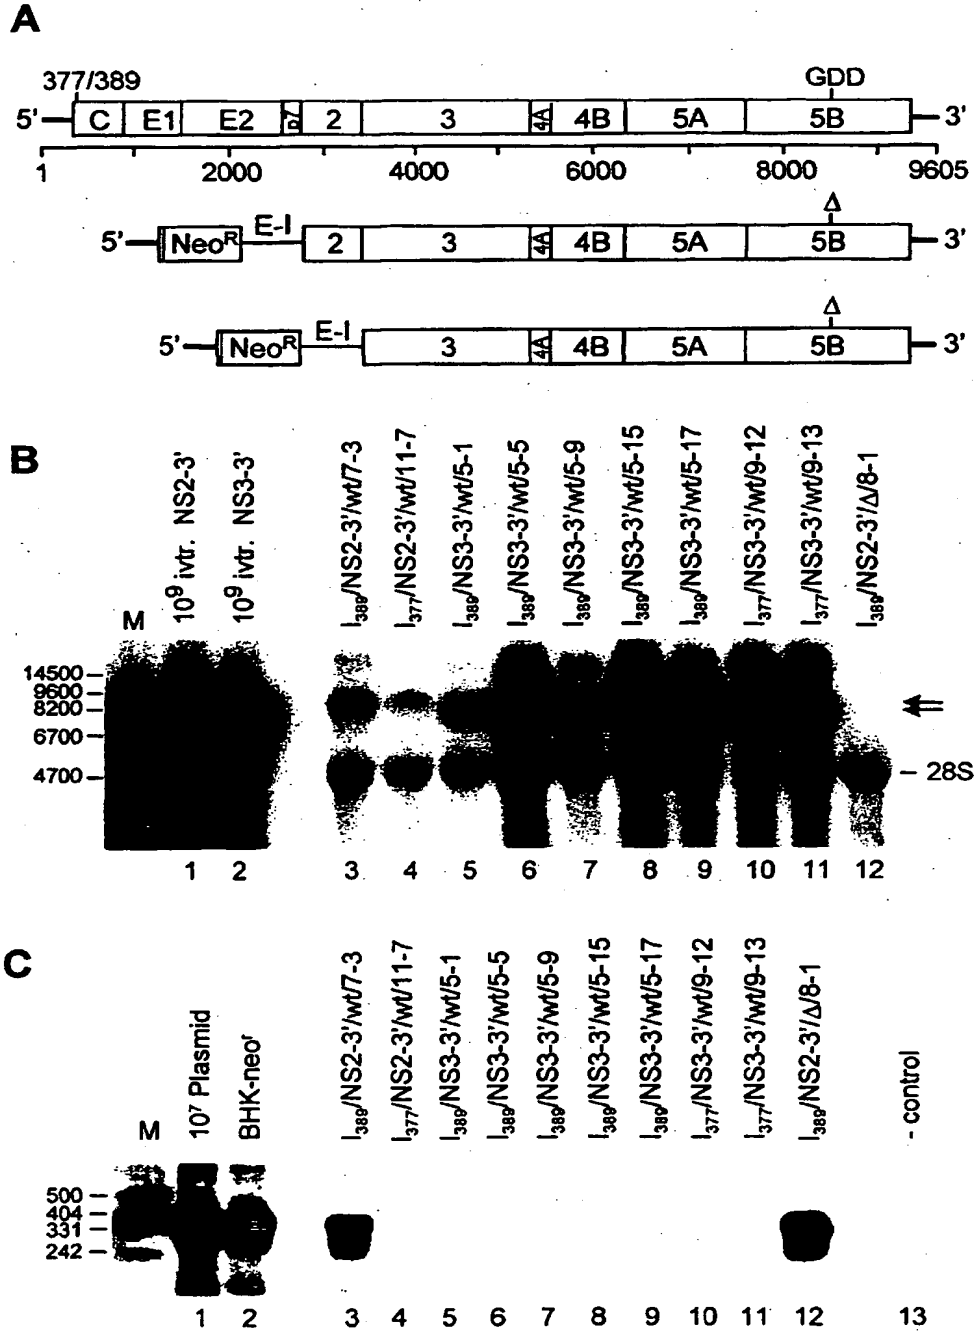 A
377/389
GDD
5' C E1 E2 p7 2 3 4A 4B 5A 5B 3'
1 2000 4000 6000 8000 9605
Δ
5' Neo^R E-I 2 3 4A 4B 5A 5B 3'
Δ
5' Neo^R E-I 3 4A 4B 5A 5B 3'
B
M
10^9 ivtr. NS2-3'
10^9 ivtr. NS3-3'
I389/NS2-3'/wt/7-3
I377/NS2-3'/wt/11-7
I389/NS3-3'/wt/5-1
I389/NS3-3'/wt/5-5
I389/NS3-3'/wt/5-9
I389/NS3-3'/wt/5-15
I389/NS3-3'/wt/5-17
I377/NS3-3'/wt/9-12
I377/NS3-3'/wt/9-13
I389/NS2-3'/Δ/8-1
14500
9600
8200
6700
4700
28S
1 2 3 4 5 6 7 8 9 10 11 12
C
M
10^7 Plasmid
BHK-neo^r
I389/NS2-3'/wt/7-3
I377/NS2-3'/wt/11-7
I389/NS3-3'/wt/5-1
I389/NS3-3'/wt/5-5
I389/NS3-3'/wt/5-9
I389/NS3-3'/wt/5-15
I389/NS3-3'/wt/5-17
I377/NS3-3'/wt/9-12
I377/NS3-3'/wt/9-13
I389/NS2-3'/Δ/8-1
- control
500
404
331
242
1 2 3 4 5 6 7 8 9 10 11 12 13